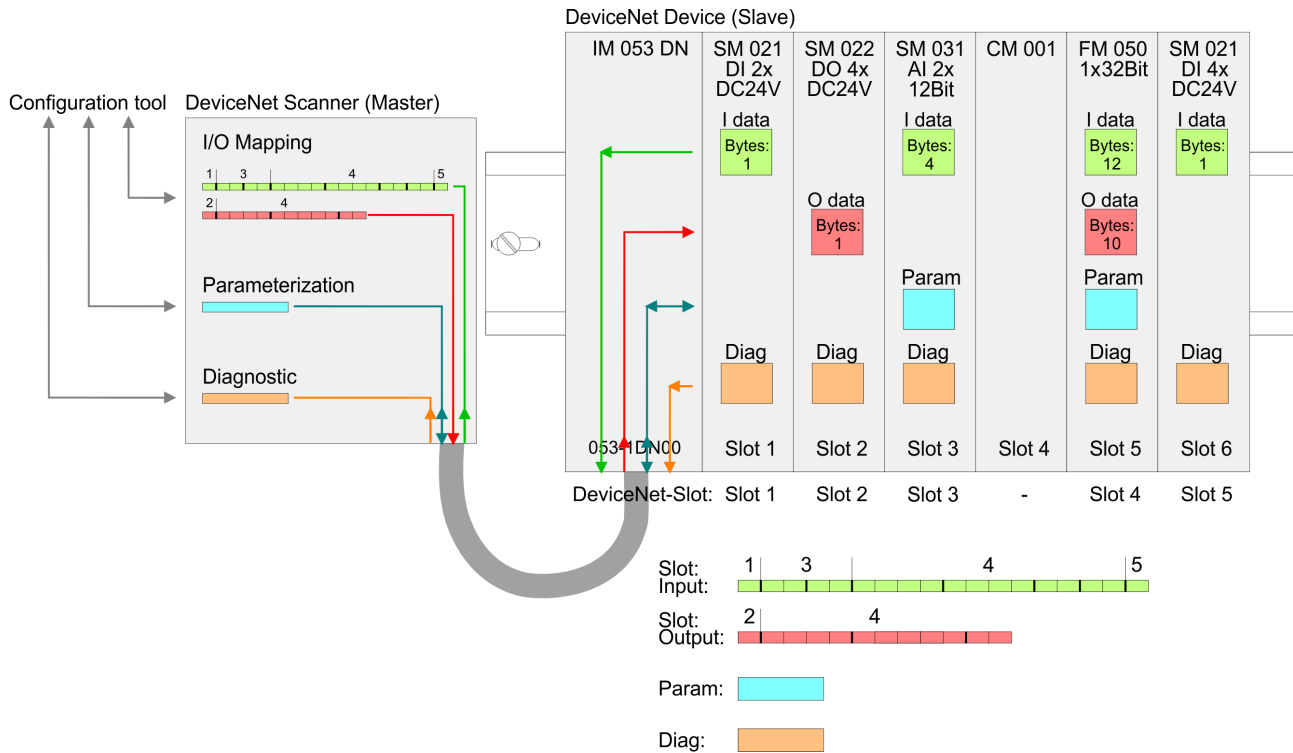 DeviceNet Device (Slave)
IM 053 DN
SM 021
DI 2x
DC24V
SM 022
DO 4x
DC24V
SM 031
AI 2x
12Bit
CM 001
FM 050
1x32Bit
SM 021
DI 4x
DC24V
Configuration tool
DeviceNet Scanner (Master)
I/O Mapping
1 3 4 5
2 4
Parameterization
Diagnostic
I data
Bytes:
1
I data
Bytes:
4
I data
Bytes:
12
I data
Bytes:
1
O data
Bytes:
1
O data
Bytes:
10
Param
Param
Diag
Diag
Diag
Diag
Diag
053-1DN00
Slot 1
Slot 2
Slot 3
Slot 4
Slot 5
Slot 6
DeviceNet-Slot: Slot 1 Slot 2 Slot 3 - Slot 4 Slot 5
Slot: 1 3 4 5
Input:
Slot: 2 4
Output:
Param:
Diag: